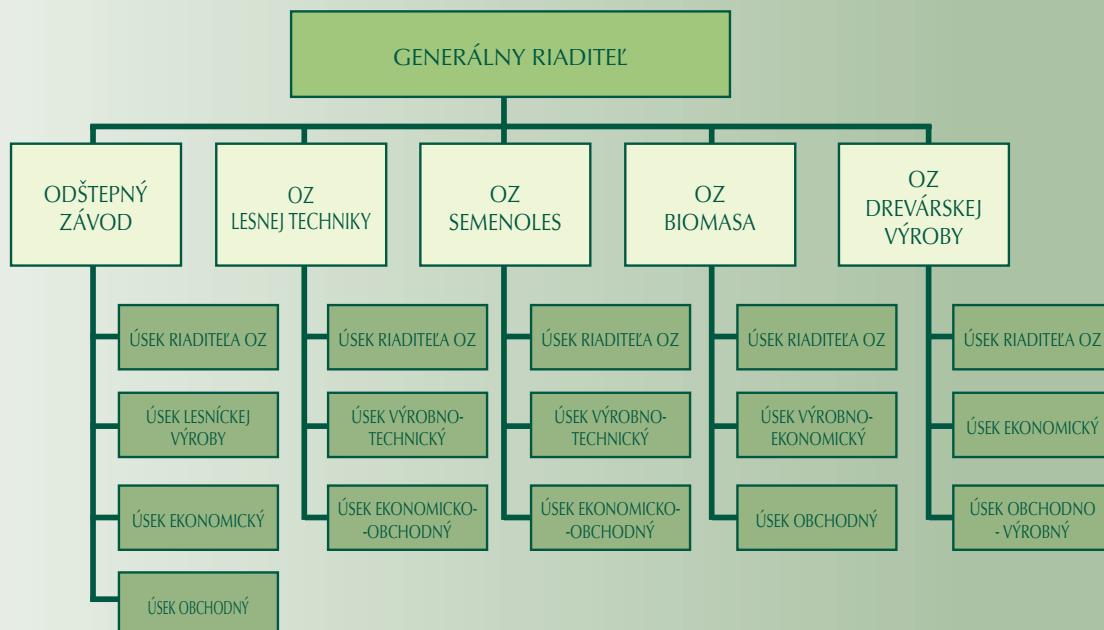 GENERÁLNY RIADITEĽ
ODŠTEPNÝ
ZÁVOD
OZ
LESNEJ TECHNIKY
OZ
SEMENOLES
OZ
BIOMASA
OZ
DREVÁRSKEJ
VÝROBY
ÚSEK RIADITEĽA OZ
ÚSEK LESNÍCKEJ
VÝROBY
ÚSEK EKONOMICKÝ
ÚSEK OBCHODNÝ
ÚSEK RIADITEĽA OZ
ÚSEK VÝROBNO-
TECHNICKÝ
ÚSEK EKONOMICKO-
-OBCHODNÝ
ÚSEK RIADITEĽA OZ
ÚSEK VÝROBNO-
TECHNICKÝ
ÚSEK EKONOMICKO-
-OBCHODNÝ
ÚSEK RIADITEĽA OZ
ÚSEK VÝROBNO-
EKONOMICKÝ
ÚSEK OBCHODNÝ
ÚSEK RIADITEĽA OZ
ÚSEK EKONOMICKÝ
ÚSEK OBCHODNO
- VÝROBNÝ